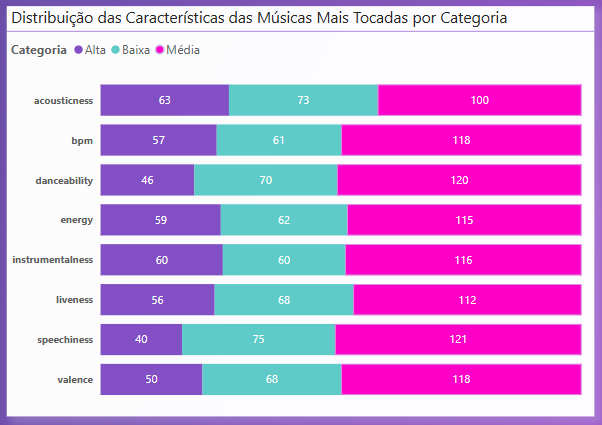 Distribuição das Características das Músicas Mais Tocadas por Categoria
Categoria Alta Baixa Média
acousticness 63 73 100
bpm 57 61 118
danceability 46 70 120
energy 59 62 115
instrumentalness 60 60 116
liveness 56 68 112
speechiness 40 75 121
valence 50 68 118